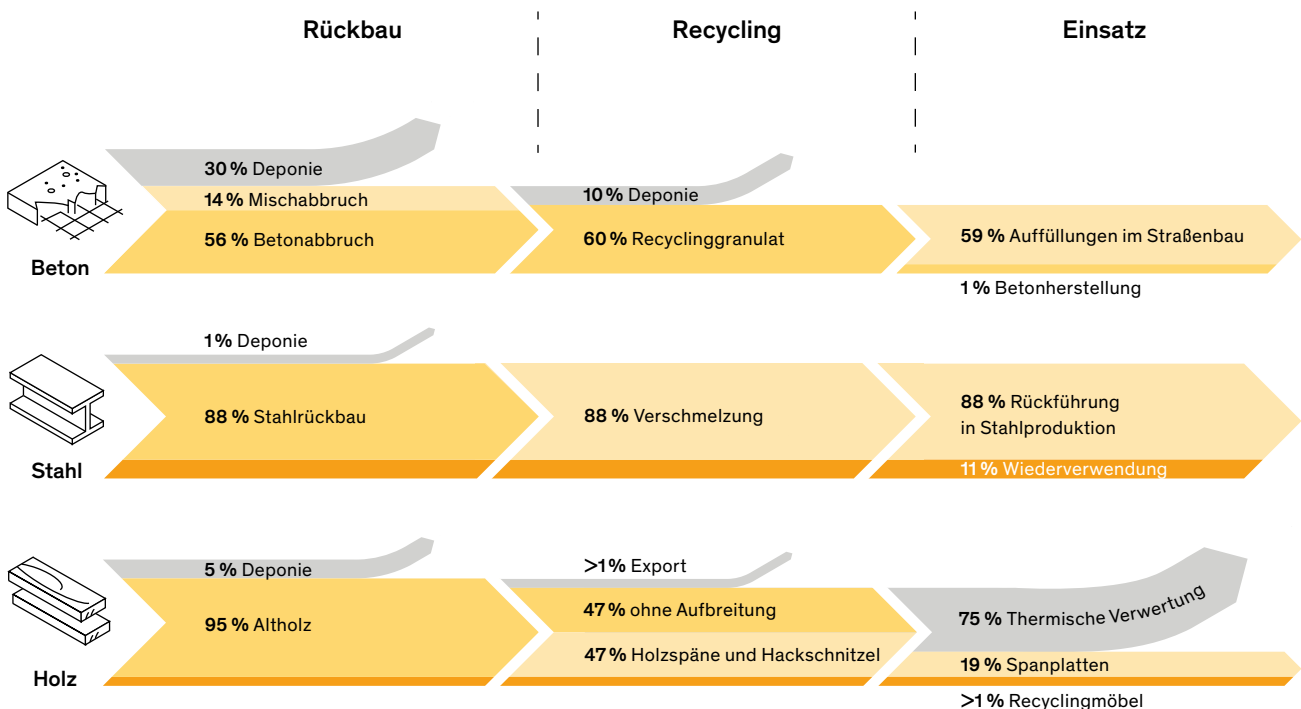 Rückbau
Recycling
Einsatz
30 % Deponie
14 % Mischabbruch
56 % Betonabbruch
10 % Deponie
60 % Recyclinggranulat
59 % Auffüllungen im Straßenbau
1 % Betonherstellung
Beton
1 % Deponie
88 % Stahlrückbau
88 % Verschmelzung
88 % Rückführung
in Stahlproduktion
11 % Wiederverwendung
Stahl
5 % Deponie
95 % Altholz
>1 % Export
47 % ohne Aufbreitung
47 % Holzspäne und Hackschnitzel
75 % Thermische Verwertung
19 % Spanplatten
>1 % Recyclingmöbel
Holz